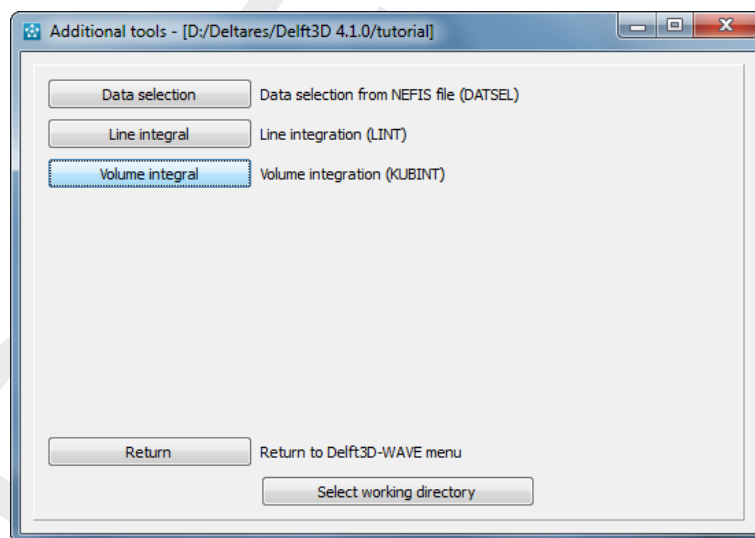 Additional tools - [D:/Deltares/Delft3D 4.1.0/tutorial]
Data selection Data selection from NEFIS file (DATSEL)
Line integral Line integration (LINT)
Volume integral Volume integration (KUBINT)
Return Return to Delft3D-WAVE menu
Select working directory